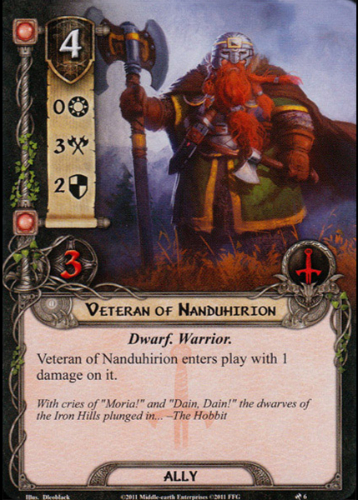 4
0
3
2
3
VETERAN OF NANDUHIRION
Dwarf. Warrior.
Veteran of Nanduhirion enters play with 1
damage on it.
With cries of "Moria!" and "Dain, Dain!" the dwarves of
the Iron Hills plunged in... –The Hobbit
ALLY
Illus. Dleoblack
©2011 Middle-earth Enterprises ©2011 FFG
6